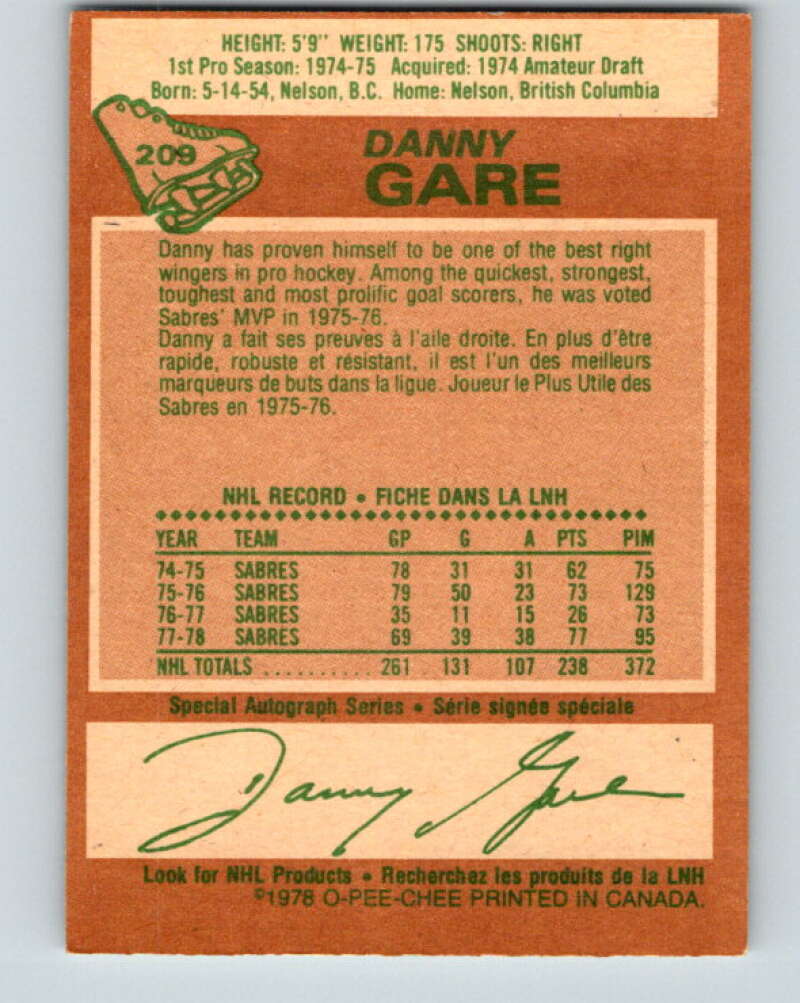 HEIGHT: 5'9" WEIGHT: 175 SHOOTS: RIGHT
1st Pro Season: 1974-75 Acquired: 1974 Amateur Draft
Born: 5-14-54, Nelson, B.C. Home: Nelson, British Columbia
209
DANNY
GARE
Danny has proven himself to be one of the best right
wingers in pro hockey. Among the quickest, strongest,
toughest and most prolific goal scorers, he was voted
Sabres' MVP in 1975-76.
Danny a fait ses preuves à l'aile droite. En plus d'être
rapide, robuste et résistant, il est l'un des meilleurs
marqueurs de buts dans la ligue. Joueur le Plus Utile des
Sabres en 1975-76.
NHL RECORD • FICHE DANS LA LNH
YEAR TEAM GP G A PTS PIM
74-75 SABRES 78 31 31 62 75
75-76 SABRES 79 50 23 73 129
76-77 SABRES 35 11 15 26 73
77-78 SABRES 69 39 38 77 95
NHL TOTALS .......... 261 131 107 238 372
Special Autograph Series • Série signée spéciale
Danny Gare
Look for NHL Products • Recherchez les produits de la LNH
©1978 O-PEE-CHEE PRINTED IN CANADA.